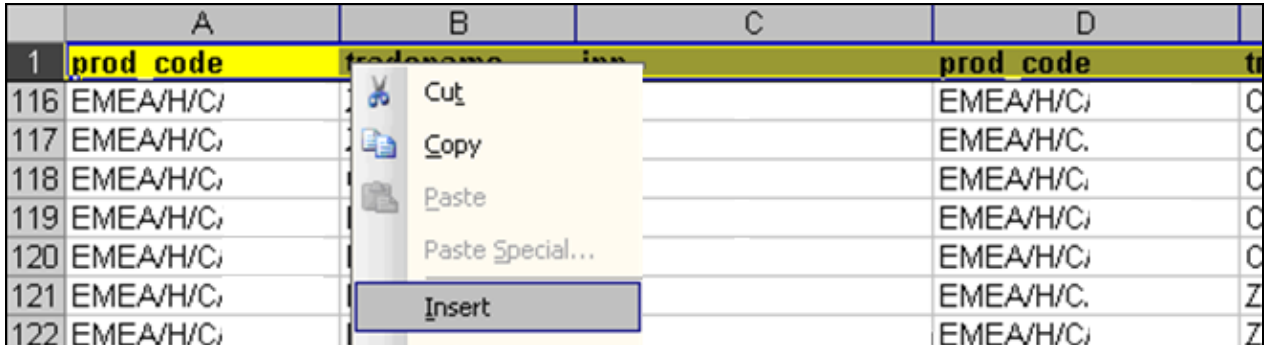 A B C D
1 prod_code prod_code
116 EMEA/H/C/ EMEA/H/C/
Cut
117 EMEA/H/C/ EMEA/H/C.
Copy
118 EMEA/H/C/ EMEA/H/C/
Paste
119 EMEA/H/C/ EMEA/H/C/
Paste Special...
120 EMEA/H/C/ EMEA/H/C/
121 EMEA/H/C/ EMEA/H/C.
Insert
122 EMEA/H/C/ EMEA/H/C/